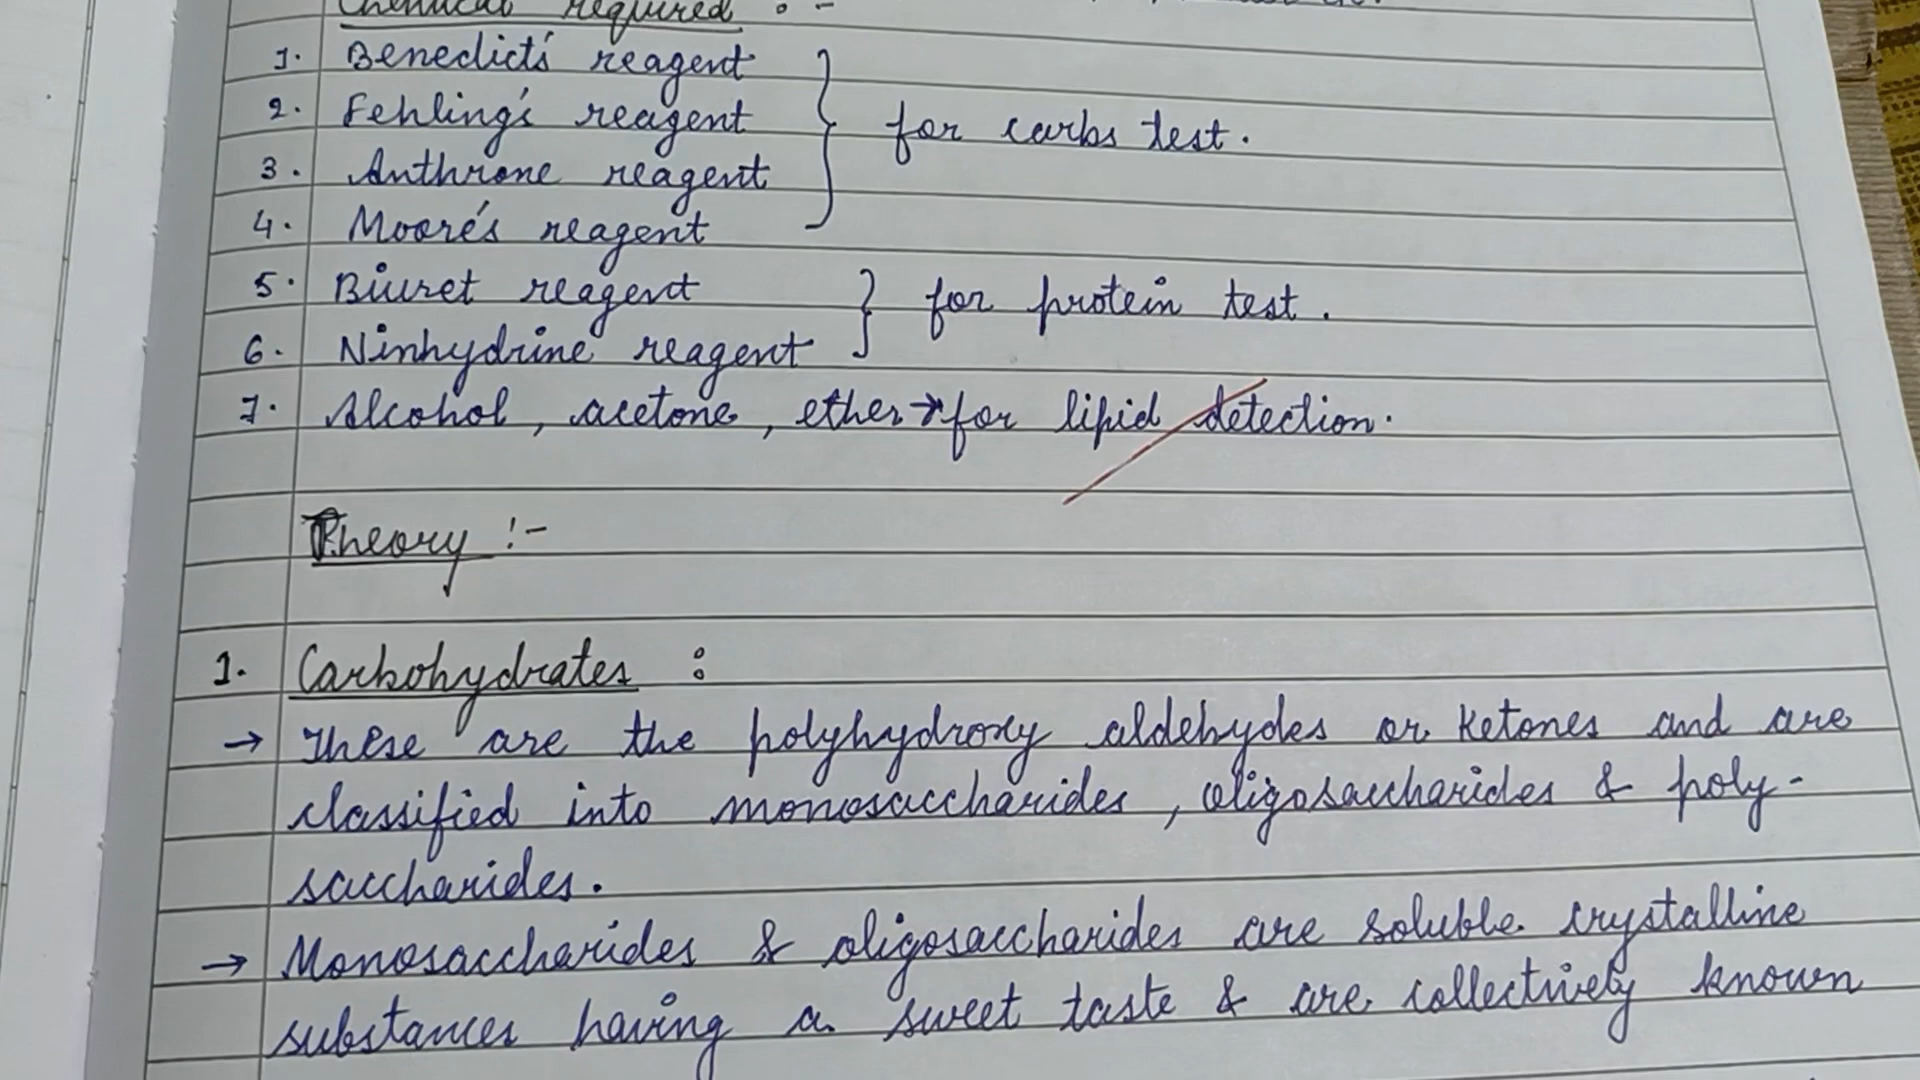 Chemical required :-
1. Benedict's reagent
2. Fehling's reagent
3. Anthrone reagent
4. Moore's reagent
} for carbs test.
5. Biuret reagent
6. Ninhydrine reagent
} for protein test.
7. Alcohol, acetone, ether → for lipid detection.
Theory :-
1. Carbohydrates :
→ These are the polyhydroxy aldehydes or ketones and are
classified into monosaccharides, oligosaccharides & poly-
saccharides.
→ Monosaccharides & oligosaccharides are soluble crystalline
substances having a sweet taste & are collectively known